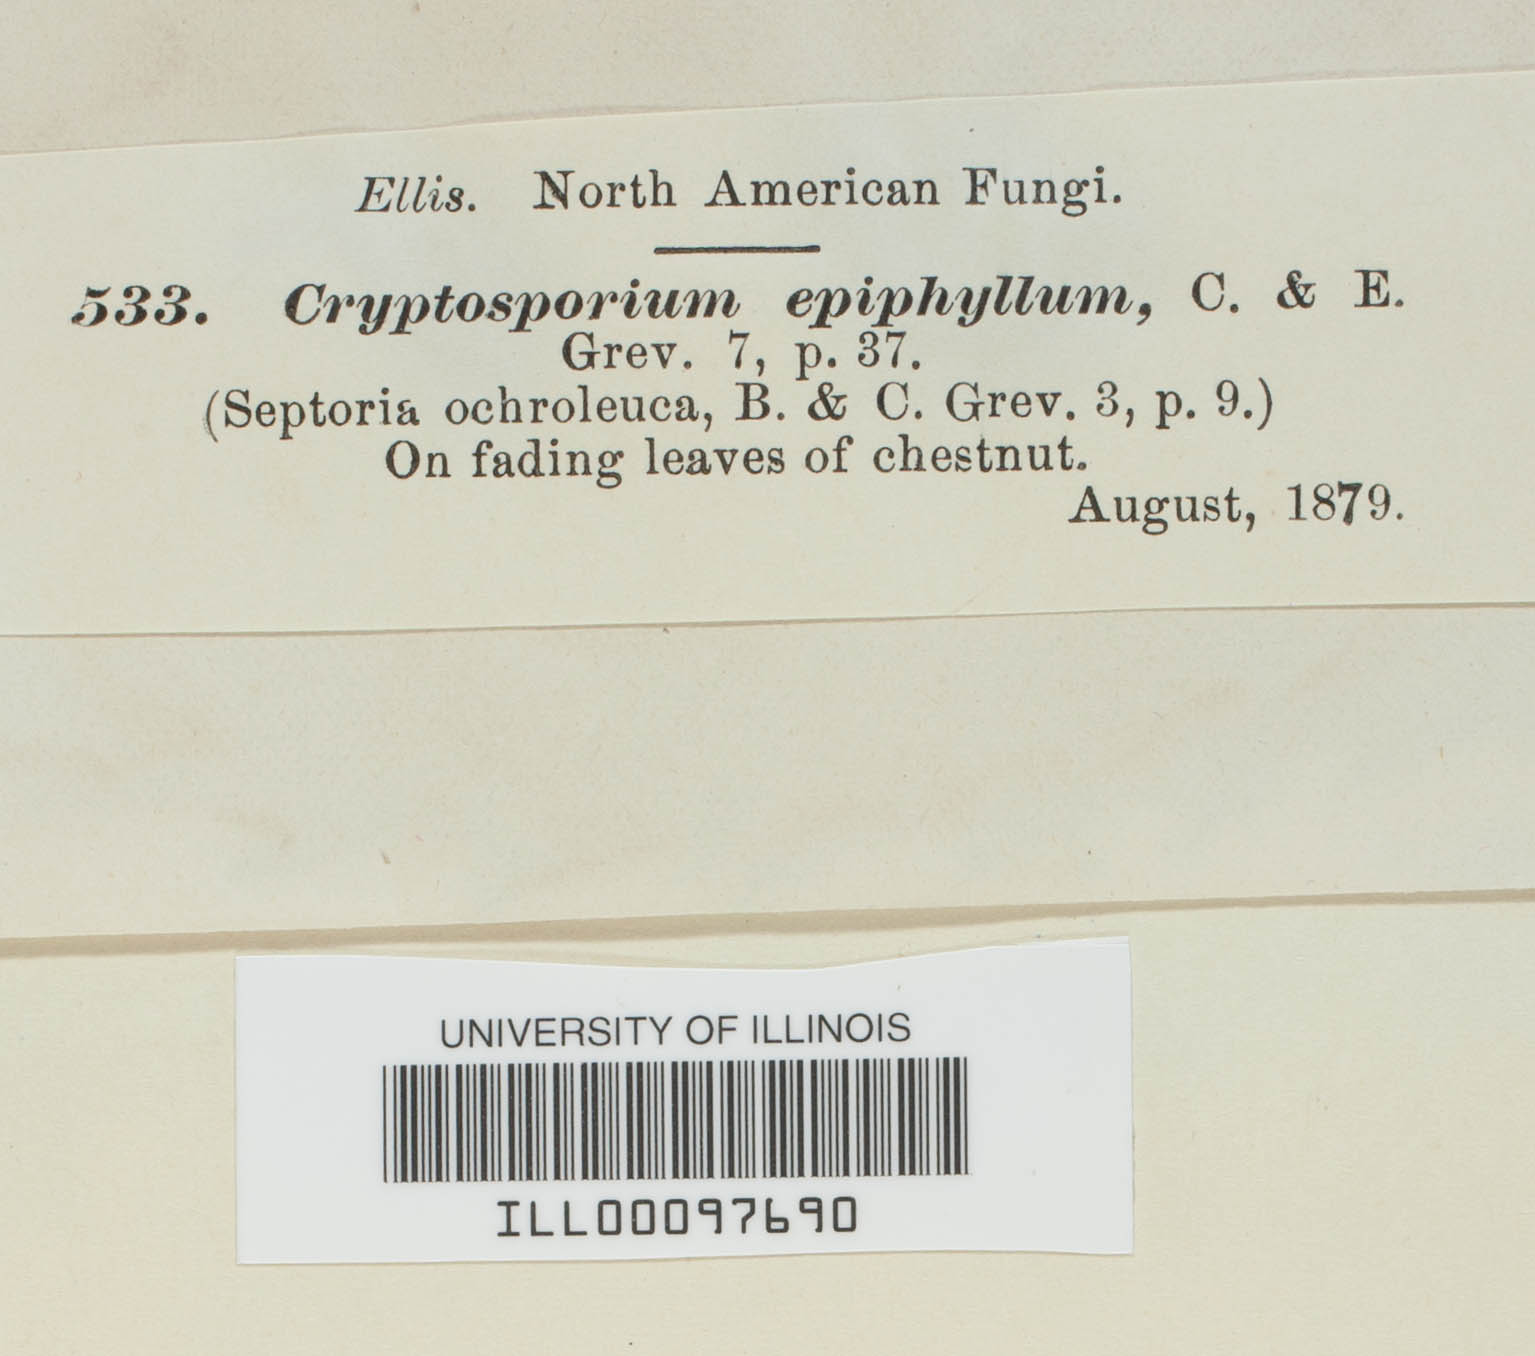 Ellis. North American Fungi.
533. Cryptosporium epiphyllum, C. & E.
Grev. 7, p. 37.
(Septoria ochroleuca, B. & C. Grev. 3, p. 9.)
On fading leaves of chestnut.
August, 1879.
UNIVERSITY OF ILLINOIS
ILL00097690